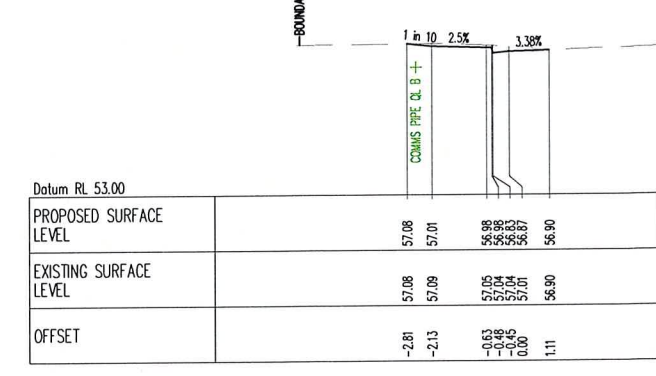 -BOUNDA
1 in 10 2.5% 3.38%
COMMS PIPE QL B
Datum RL 53.00
PROPOSED SURFACE
LEVEL
57.08 57.01 56.98 56.98 56.83 56.87 56.90
EXISTING SURFACE
LEVEL
57.08 57.09 57.05 57.04 57.04 57.01 56.90
OFFSET
-2.81 -2.13 -0.63 -0.48 -0.45 0.00 1.11